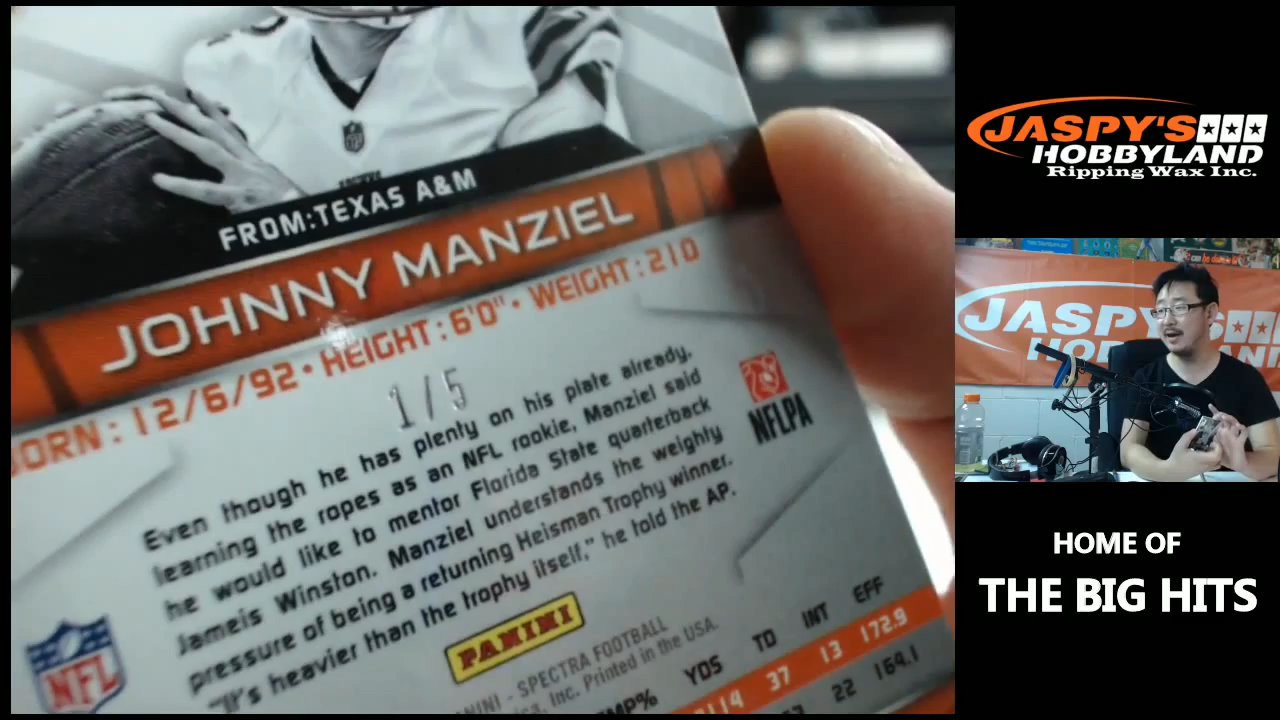 FROM:TEXAS A&M
JOHNNY MANZIEL
BORN: 12/6/92 • HEIGHT: 6'0" • WEIGHT: 210
1/5
Even though he has plenty on his plate already,
learning the ropes as an NFL rookie, Manziel said
he would like to mentor Florida State quarterback
Jameis Winston. Manziel understands the weighty
pressure of being a returning Heisman Trophy winner.
"It's heavier than the trophy itself," he told the AP.
NFLPA
NFL
PANINI
- SPECTRA FOOTBALL
Inc. Printed in the USA.
YDS TD INT EFF
37 13 172.9
22 164.1
JASPY'S
HOBBYLAND
Ripping Wax Inc.
JASPY'S
HOBBYLAND
HOME OF
THE BIG HITS